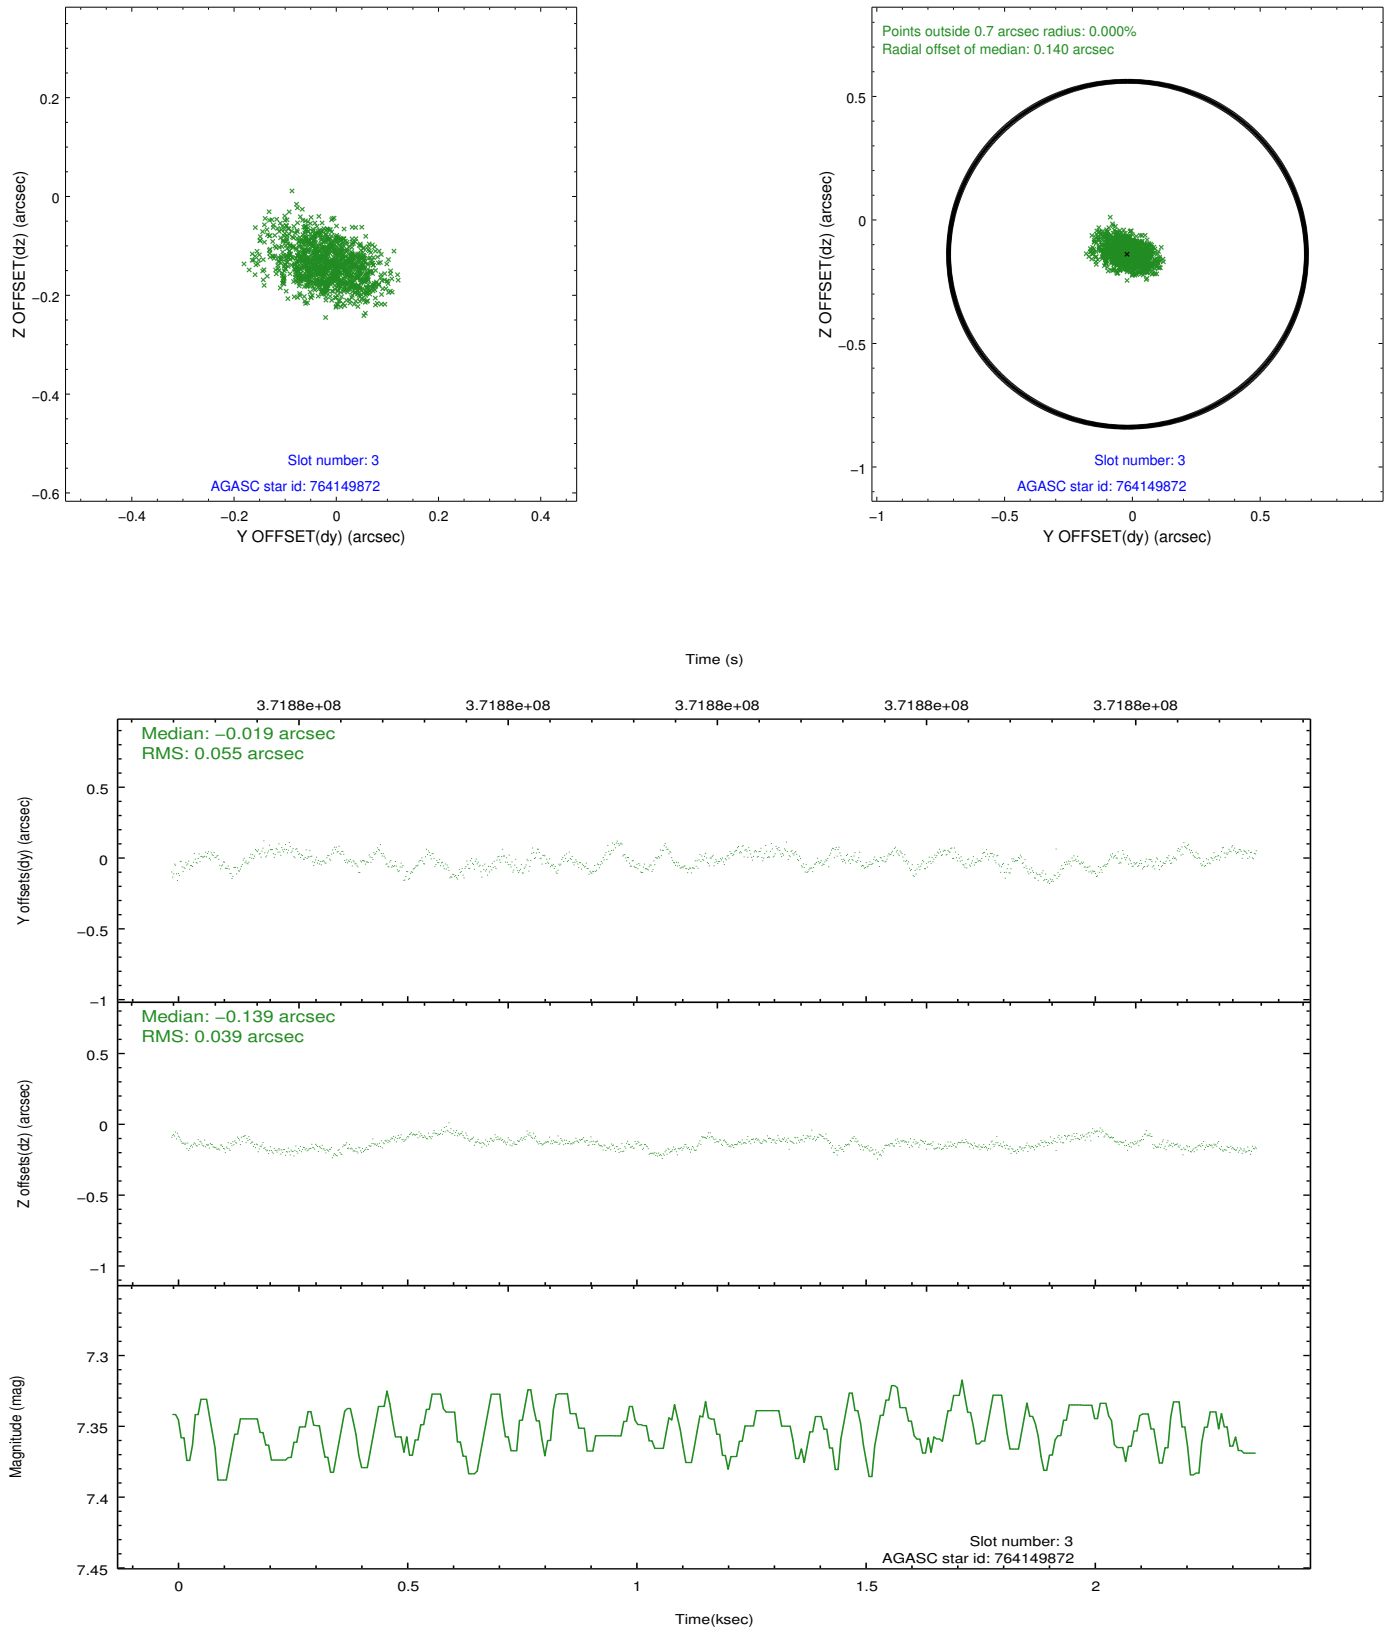 0.2
0
−0.2
−0.4
−0.6
Z OFFSET(dz) (arcsec)
Slot number: 3
AGASC star id: 764149872
−0.4
−0.2
0
0.2
0.4
Y OFFSET(dy) (arcsec)
Points outside 0.7 arcsec radius: 0.000%
Radial offset of median: 0.140 arcsec
0.5
0
−0.5
−1
Z OFFSET(dz) (arcsec)
Slot number: 3
AGASC star id: 764149872
−1
−0.5
0
0.5
Y OFFSET(dy) (arcsec)
Time (s)
3.7188e+08
3.7188e+08
3.7188e+08
3.7188e+08
3.7188e+08
Median: −0.019 arcsec
RMS: 0.055 arcsec
0.5
0
−0.5
−1
Y offsets(dy) (arcsec)
Median: −0.139 arcsec
RMS: 0.039 arcsec
0.5
0
−0.5
−1
Z offsets(dz) (arcsec)
7.3
7.35
7.4
7.45
Magnitude (mag)
Slot number: 3
AGASC star id: 764149872
0
0.5
1
1.5
2
Time(ksec)